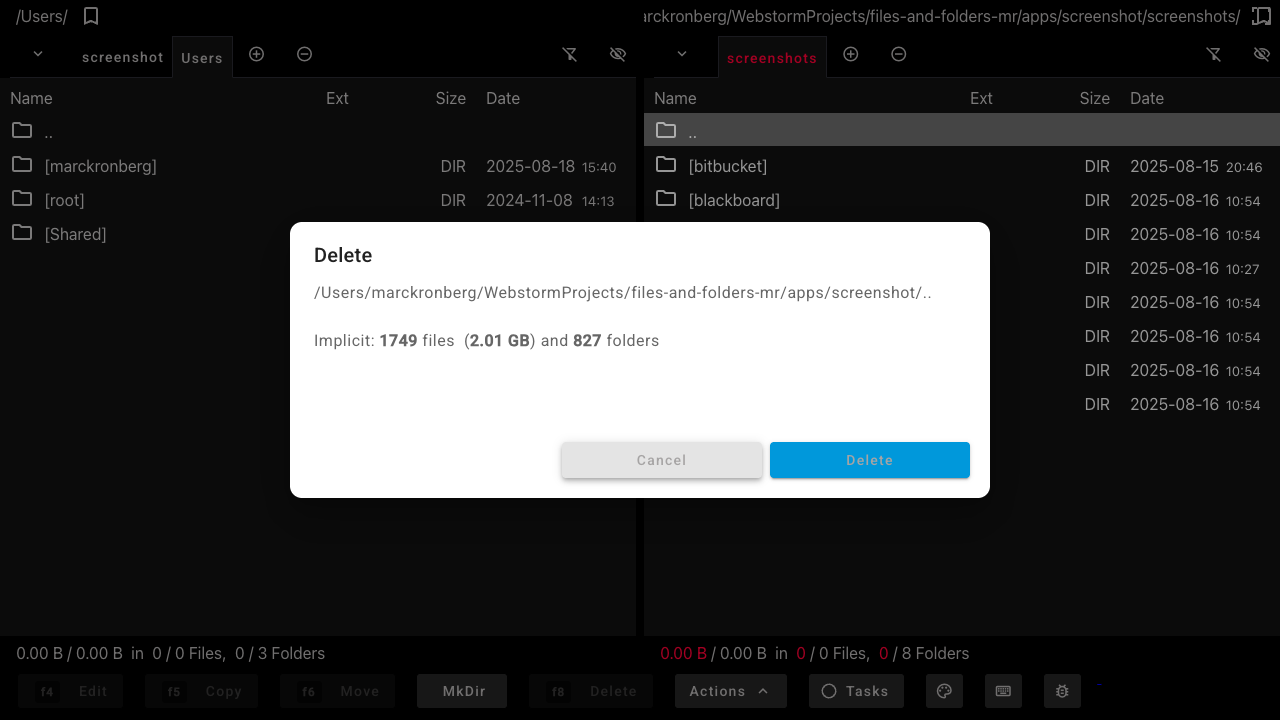 /Users/
arckronberg/WebstormProjects/files-and-folders-mr/apps/screenshot/screenshots/
screenshot Users
screenshots
Name Ext Size Date
Name Ext Size Date
..
..
[marckronberg] DIR 2025-08-18 15:40
[bitbucket] DIR 2025-08-15 20:46
[root] DIR 2024-11-08 14:13
[blackboard] DIR 2025-08-16 10:54
[Shared]
DIR 2025-08-16 10:54
DIR 2025-08-16 10:27
DIR 2025-08-16 10:54
DIR 2025-08-16 10:54
DIR 2025-08-16 10:54
DIR 2025-08-16 10:54
Delete
/Users/marckronberg/WebstormProjects/files-and-folders-mr/apps/screenshot/..
Implicit: 1749 files (2.01 GB) and 827 folders
Cancel Delete
0.00 B / 0.00 B in 0 / 0 Files, 0 / 3 Folders
0.00 B / 0.00 B in 0 / 0 Files, 0 / 8 Folders
f4 Edit f5 Copy f6 Move MkDir f8 Delete Actions Tasks